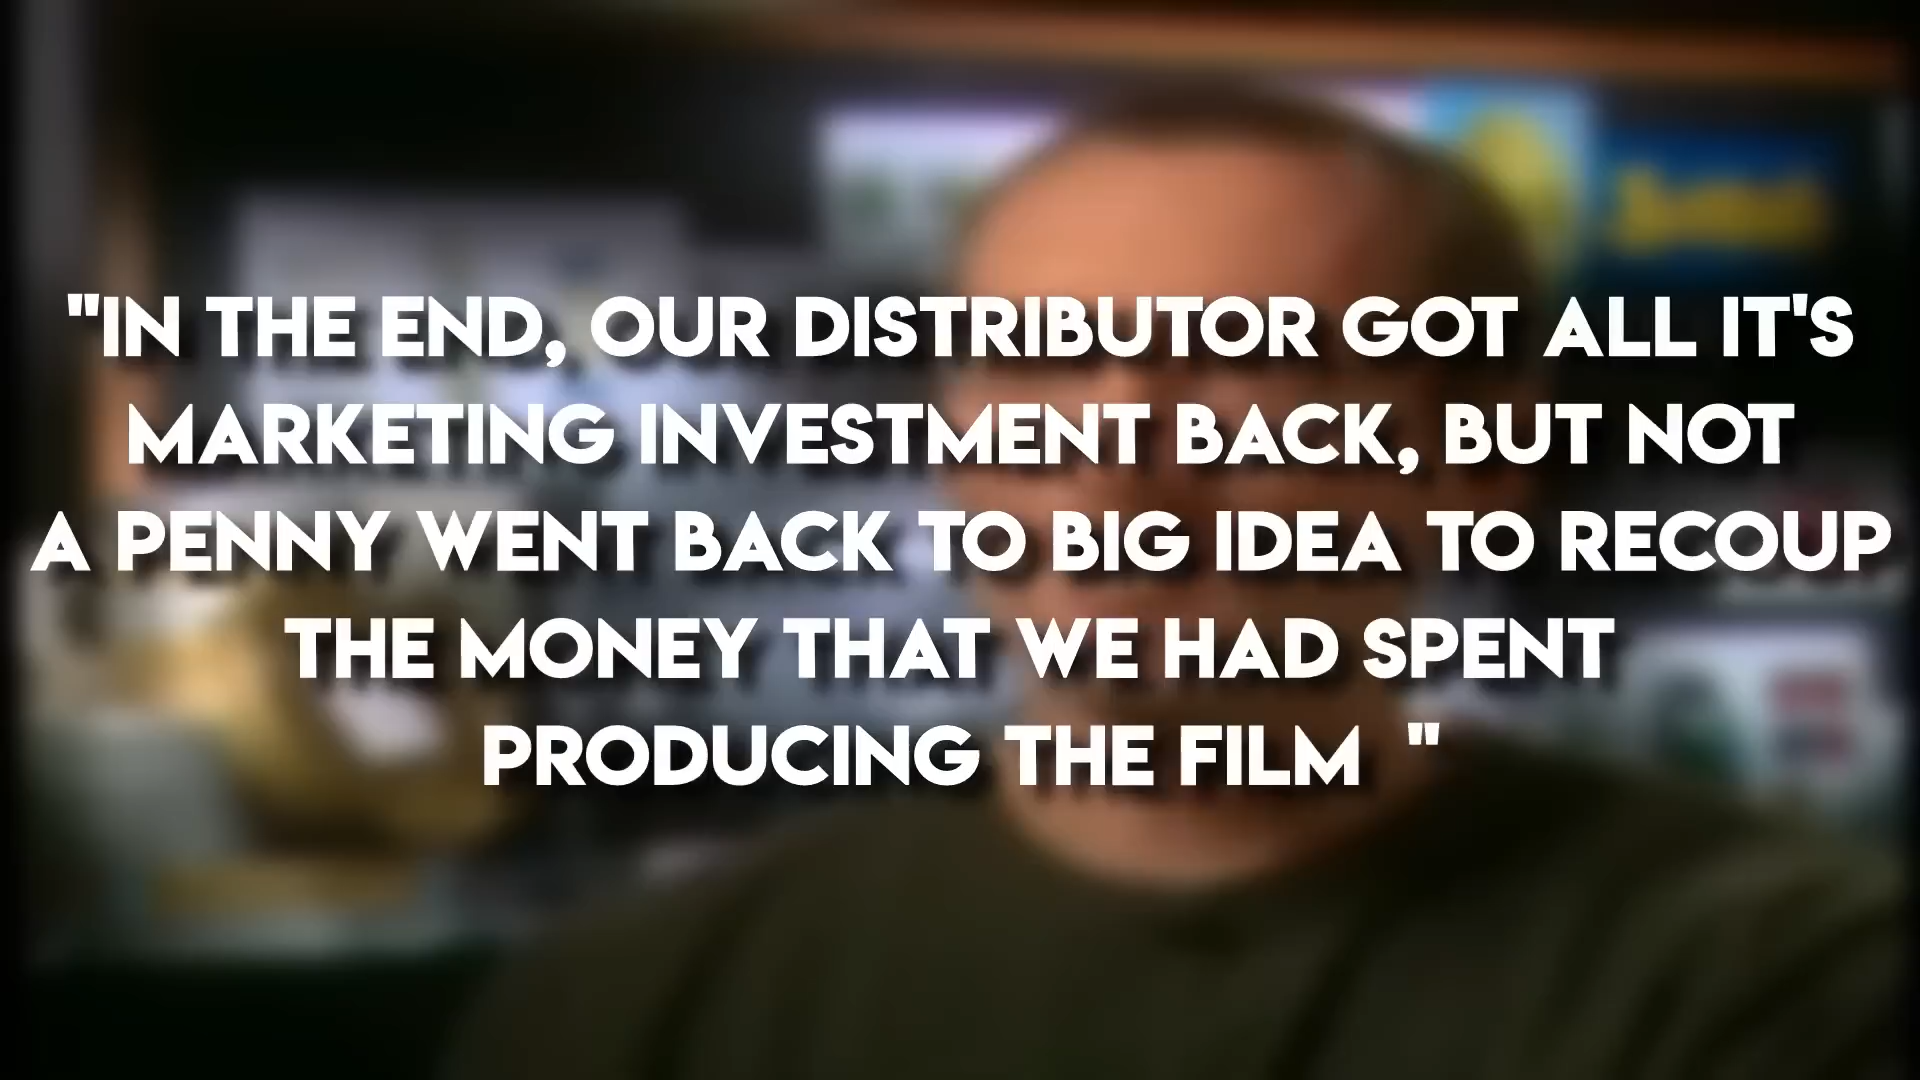 "IN THE END, OUR DISTRIBUTOR GOT ALL IT'S
MARKETING INVESTMENT BACK, BUT NOT
A PENNY WENT BACK TO BIG IDEA TO RECOUP
THE MONEY THAT WE HAD SPENT
PRODUCING THE FILM "